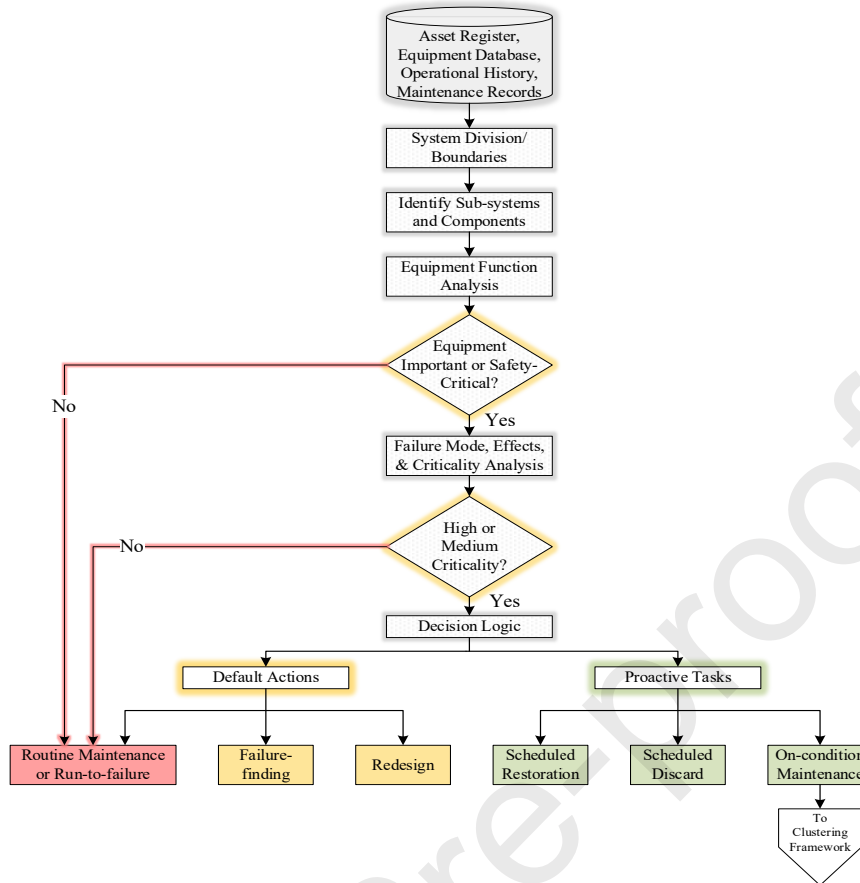 Asset Register,
Equipment Database,
Operational History,
Maintenance Records
System Division/
Boundaries
Identify Sub-systems
and Components
Equipment Function
Analysis
Equipment
Important or Safety-
Critical?
No
Yes
Failure Mode, Effects,
& Criticality Analysis
High or
Medium
Criticality?
No
Yes
Decision Logic
Default Actions
Proactive Tasks
Routine Maintenance
or Run-to-failure
Failure-
finding
Redesign
Scheduled
Restoration
Scheduled
Discard
On-condition
Maintenance
To
Clustering
Framework
re-proof